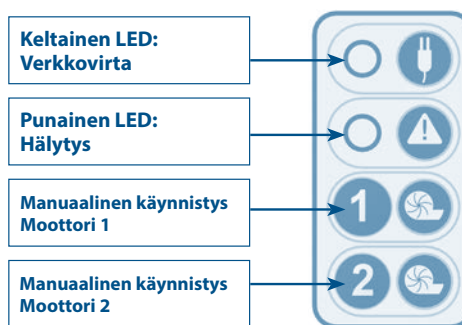 Keltainen LED:
Verkkovirta
Punainen LED:
Hälytys
Manuaalinen käynnistys
Moottori 1
1
Manuaalinen käynnistys
Moottori 2
2